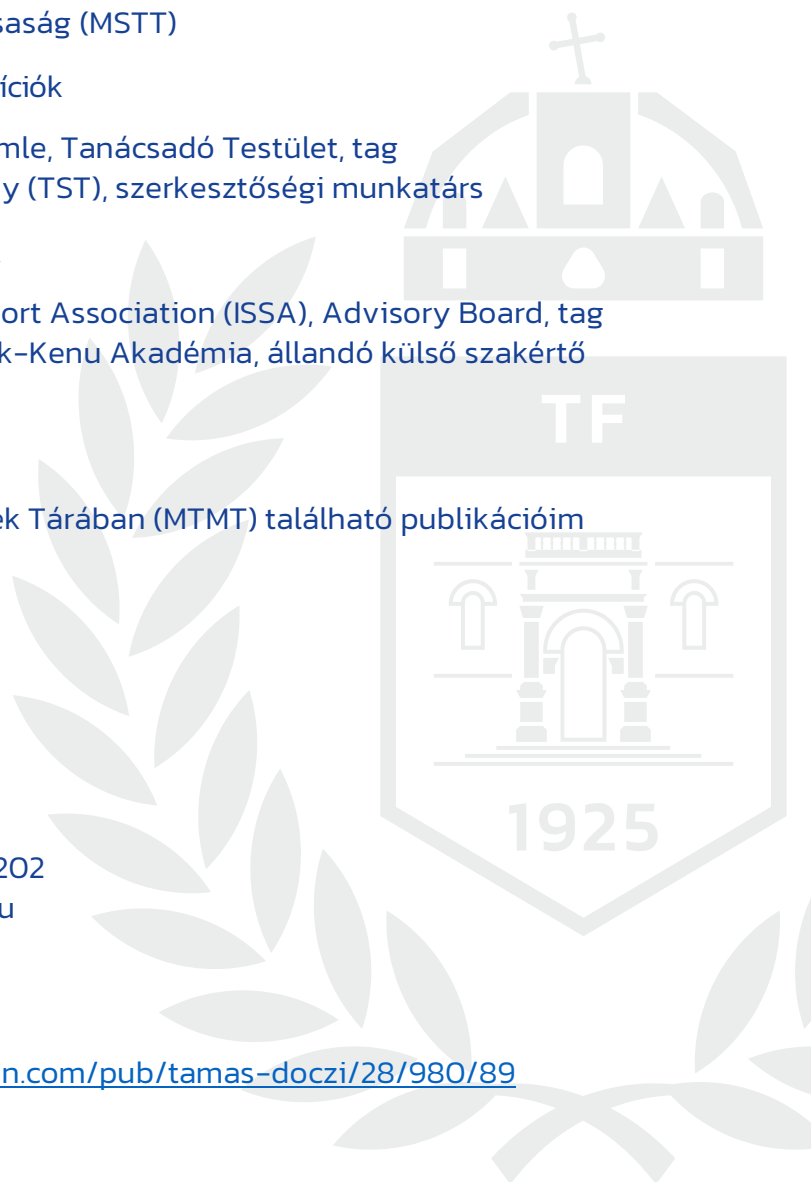 saság (MSTT)
íciók
mle, Tanácsadó Testület, tag
y (TST), szerkesztőségi munkatárs
ort Association (ISSA), Advisory Board, tag
k-Kenu Akadémia, állandó külső szakértő
TF
ek Tárában (MTMT) található publikációim
1925
202
u
n.com/pub/tamas-doczi/28/980/89